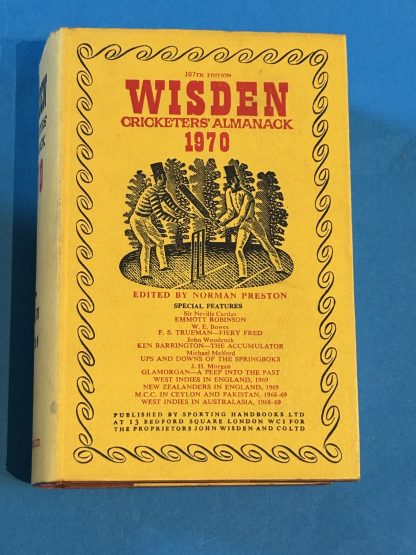 107TH EDITION
WISDEN
CRICKETERS' ALMANACK
1970
EDITED BY NORMAN PRESTON
SPECIAL FEATURES
Sir Neville Cardus
EMMOTT ROBINSON
W. E. Bowes
F. S. TRUEMAN—FIERY FRED
John Woodcock
KEN BARRINGTON—THE ACCUMULATOR
Michael Melford
UPS AND DOWNS OF THE SPRINGBOKS
J. H. Morgan
GLAMORGAN—A PEEP INTO THE PAST
WEST INDIES IN ENGLAND, 1969
NEW ZEALANDERS IN ENGLAND, 1969
M.C.C. IN CEYLON AND PAKISTAN, 1968-69
WEST INDIES IN AUSTRALASIA, 1968-69
PUBLISHED BY SPORTING HANDBOOKS LTD
AT 13 BEDFORD SQUARE LONDON WC1 FOR
THE PROPRIETORS JOHN WISDEN AND CO LTD